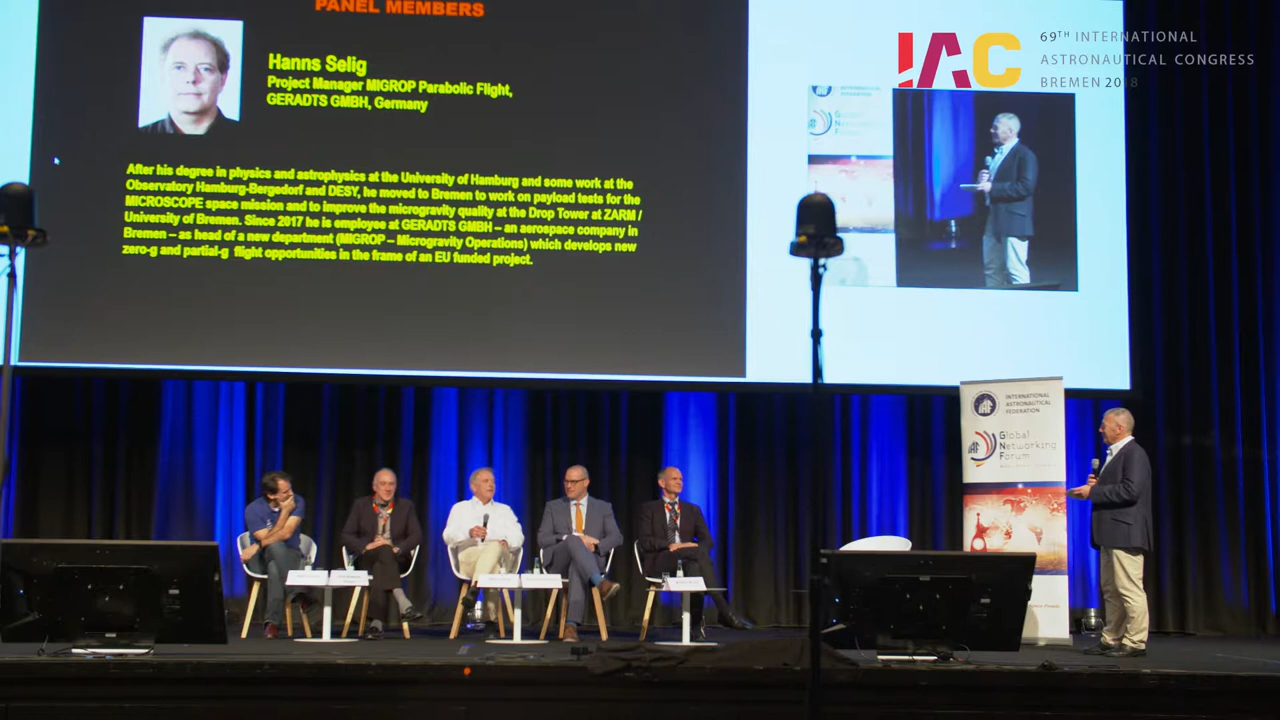 PANEL MEMBERS
Hanns Selig
Project Manager MIGROP Parabolic Flight,
GERADTS GMBH, Germany
After his degree in physics and astrophysics at the University of Hamburg and some work at the
Observatory Hamburg-Bergedorf and DESY, he moved to Bremen to work on payload tests for the
MICROSCOPE space mission and to improve the microgravity quality at the Drop Tower at ZARM /
University of Bremen. Since 2017 he is employee at GERADTS GMBH – an aerospace company in
Bremen – as head of a new department (MIGROP – Microgravity Operations) which develops new
zero-g and partial-g flight opportunities in the frame of an EU funded project.
IAC
69TH INTERNATIONAL
ASTRONAUTICAL CONGRESS
BREMEN 2018
IAF
INTERNATIONAL
ASTRONAUTICAL
FEDERATION
IAF
Global
Networking
Forum